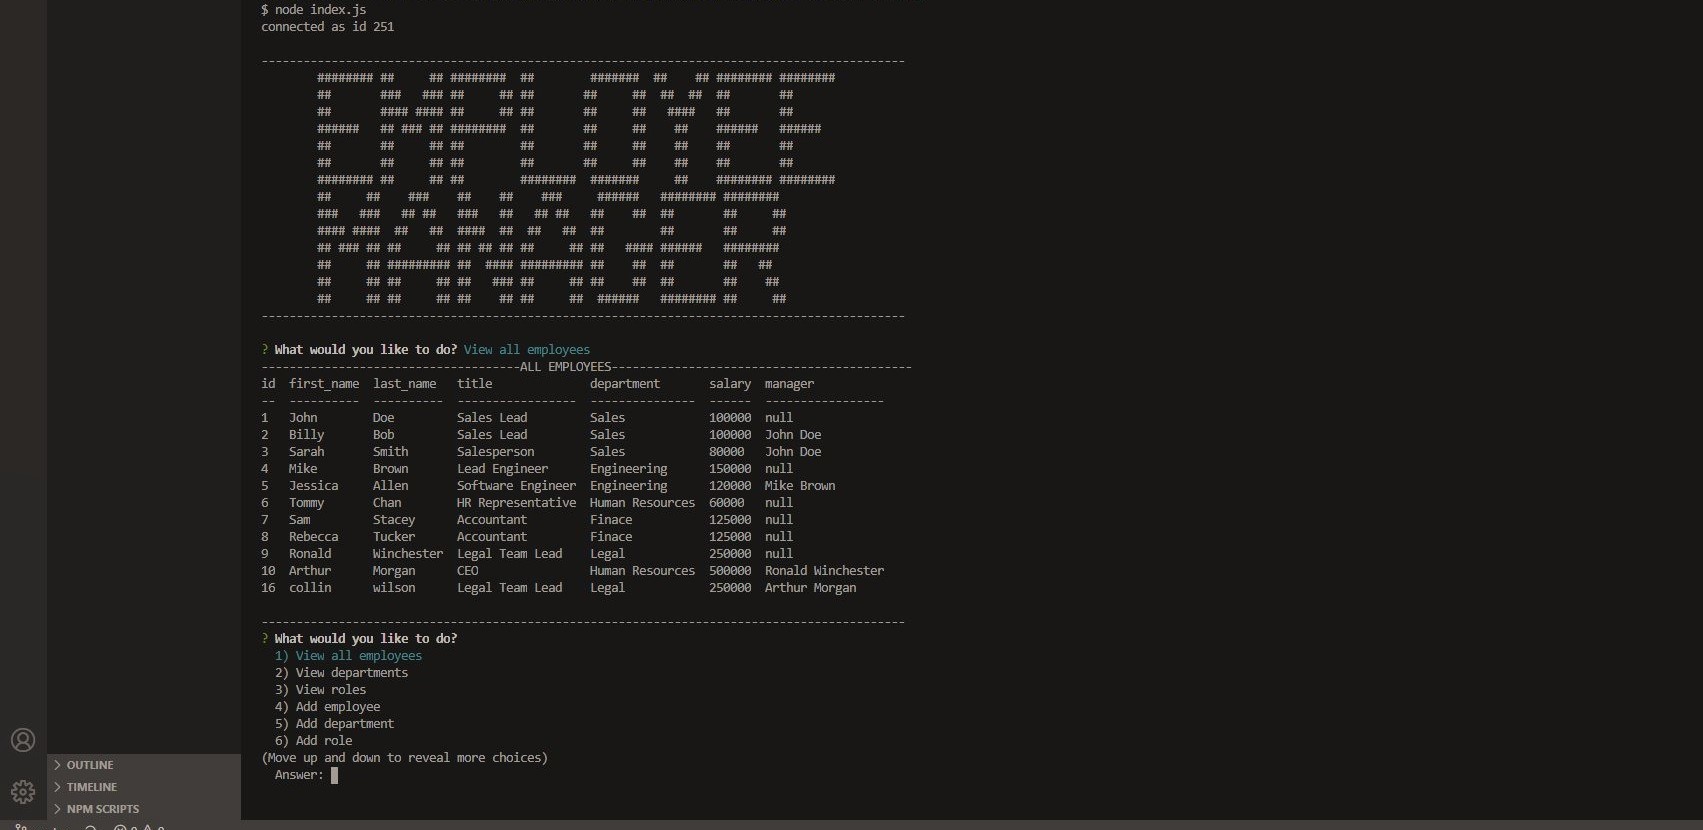 $ node index.js
connected as id 251
-------------------------------------------------------------------------------------------
######## ##     ## ########  ##        #######  ##    ## ######## ########
##       ###   ### ##     ## ##       ##     ##  ##  ##  ##       ##
##       #### #### ##     ## ##       ##     ##   ####   ##       ##
######   ## ### ## ########  ##       ##     ##    ##    ######   ######
##       ##     ## ##        ##       ##     ##    ##    ##       ##
##       ##     ## ##        ##       ##     ##    ##    ##       ##
######## ##     ## ##        ########  #######     ##    ######## ########
##     ##    ###    ##    ##    ###     ######   ######## ########
###   ###   ## ##   ###   ##   ## ##   ##    ##  ##       ##     ##
#### ####  ##   ##  ####  ##  ##   ##  ##        ##       ##     ##
## ### ## ##     ## ## ## ## ##     ## ##   #### ######   ########
##     ## ######### ##  #### ######### ##    ##  ##       ##   ##
##     ## ##     ## ##   ### ##     ## ##    ##  ##       ##    ##
##     ## ##     ## ##    ## ##     ##  ######   ######## ##     ##
-------------------------------------------------------------------------------------------
? What would you like to do? View all employees
-------------------------------------ALL EMPLOYEES-------------------------------------------
id  first_name  last_name   title              department       salary  manager
--  ----------  ----------  -----------------  ---------------  ------  -----------------
1   John        Doe         Sales Lead         Sales            100000  null
2   Billy       Bob         Sales Lead         Sales            100000  John Doe
3   Sarah       Smith       Salesperson        Sales            80000   John Doe
4   Mike        Brown       Lead Engineer      Engineering      150000  null
5   Jessica     Allen       Software Engineer  Engineering      120000  Mike Brown
6   Tommy       Chan        HR Representative  Human Resources  60000   null
7   Sam         Stacey      Accountant         Finace           125000  null
8   Rebecca     Tucker      Accountant         Finace           125000  null
9   Ronald      Winchester  Legal Team Lead    Legal            250000  null
10  Arthur      Morgan      CEO                Human Resources  500000  Ronald Winchester
16  collin      wilson      Legal Team Lead    Legal            250000  Arthur Morgan
-------------------------------------------------------------------------------------------
? What would you like to do?
1) View all employees
2) View departments
3) View roles
4) Add employee
5) Add department
6) Add role
(Move up and down to reveal more choices)
Answer:
OUTLINE
TIMELINE
NPM SCRIPTS